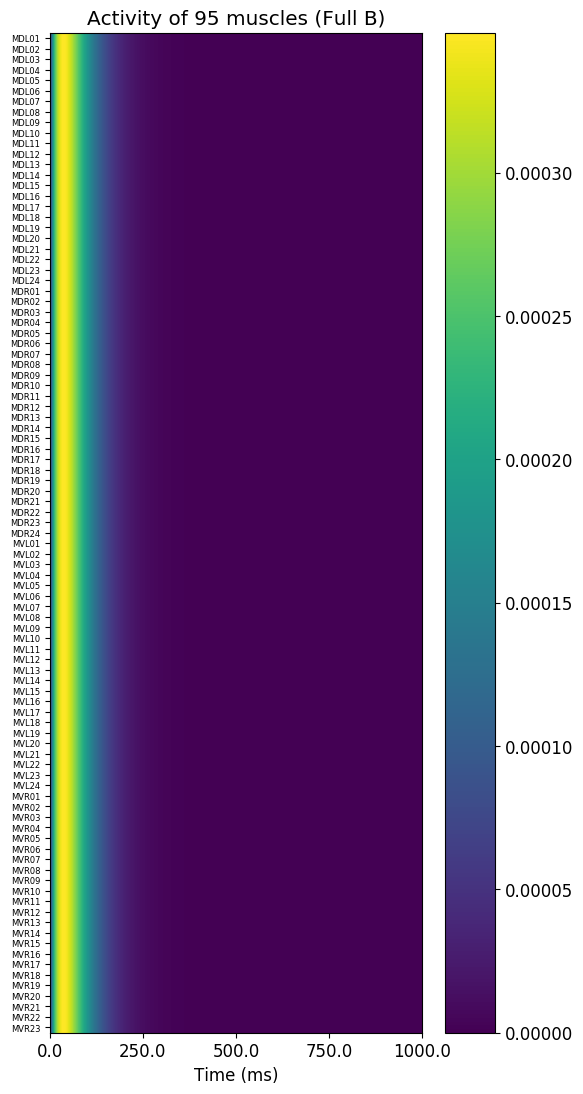 Activity of 95 muscles (Full B)
MDL01
MDL02
MDL03
MDL04
MDL05
MDL06
MDL07
MDL08
MDL09
MDL10
MDL11
MDL12
MDL13
MDL14
MDL15
MDL16
MDL17
MDL18
MDL19
MDL20
MDL21
MDL22
MDL23
MDL24
MDR01
MDR02
MDR03
MDR04
MDR05
MDR06
MDR07
MDR08
MDR09
MDR10
MDR11
MDR12
MDR13
MDR14
MDR15
MDR16
MDR17
MDR18
MDR19
MDR20
MDR21
MDR22
MDR23
MDR24
MVL01
MVL02
MVL03
MVL04
MVL05
MVL06
MVL07
MVL08
MVL09
MVL10
MVL11
MVL12
MVL13
MVL14
MVL15
MVL16
MVL17
MVL18
MVL19
MVL20
MVL21
MVL22
MVL23
MVL24
MVR01
MVR02
MVR03
MVR04
MVR05
MVR06
MVR07
MVR08
MVR09
MVR10
MVR11
MVR12
MVR13
MVR14
MVR15
MVR16
MVR17
MVR18
MVR19
MVR20
MVR21
MVR22
MVR23
0.0 250.0 500.0 750.0 1000.0
Time (ms)
0.00030
0.00025
0.00020
0.00015
0.00010
0.00005
0.00000